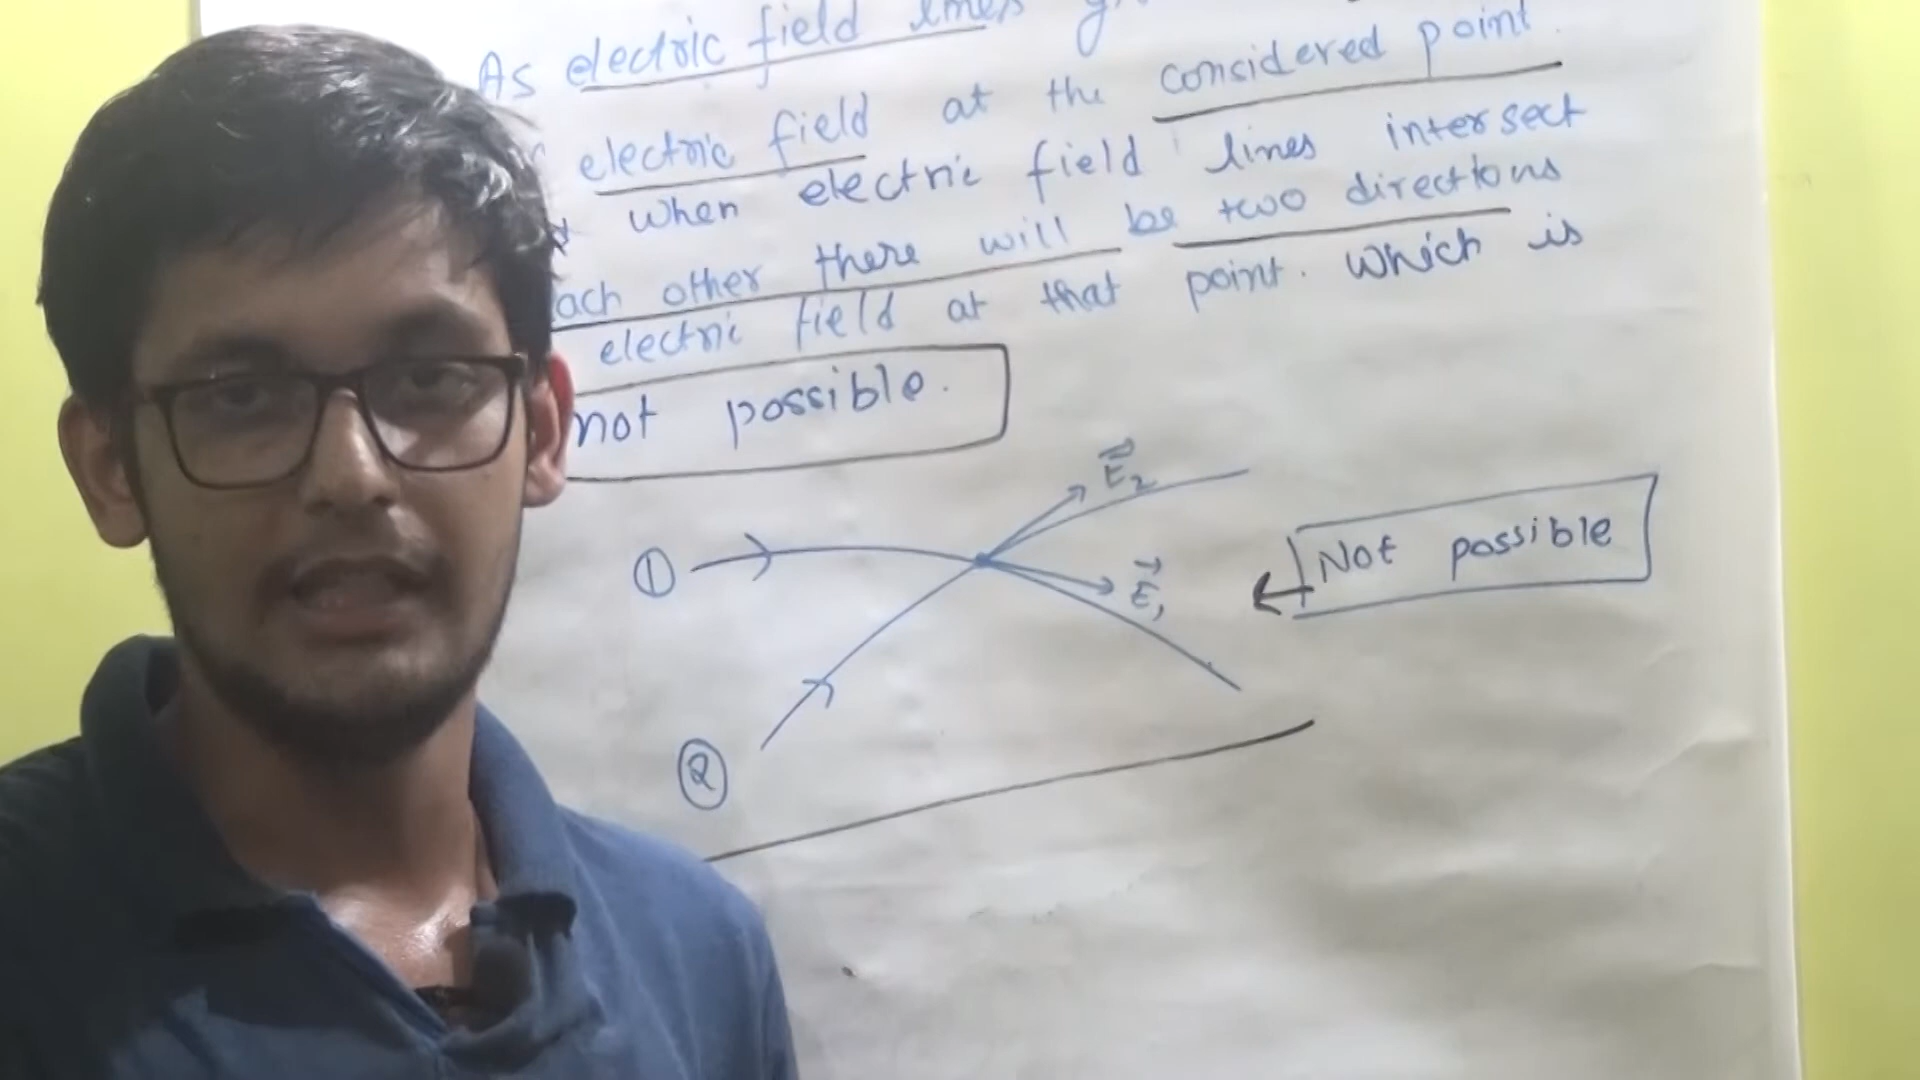 As electric field lines
electric field at the considered point.
when electric field lines intersect
each other there will be two directions
electric field at that point. Which is
not possible.
E₂
① E₁
Not possible
②